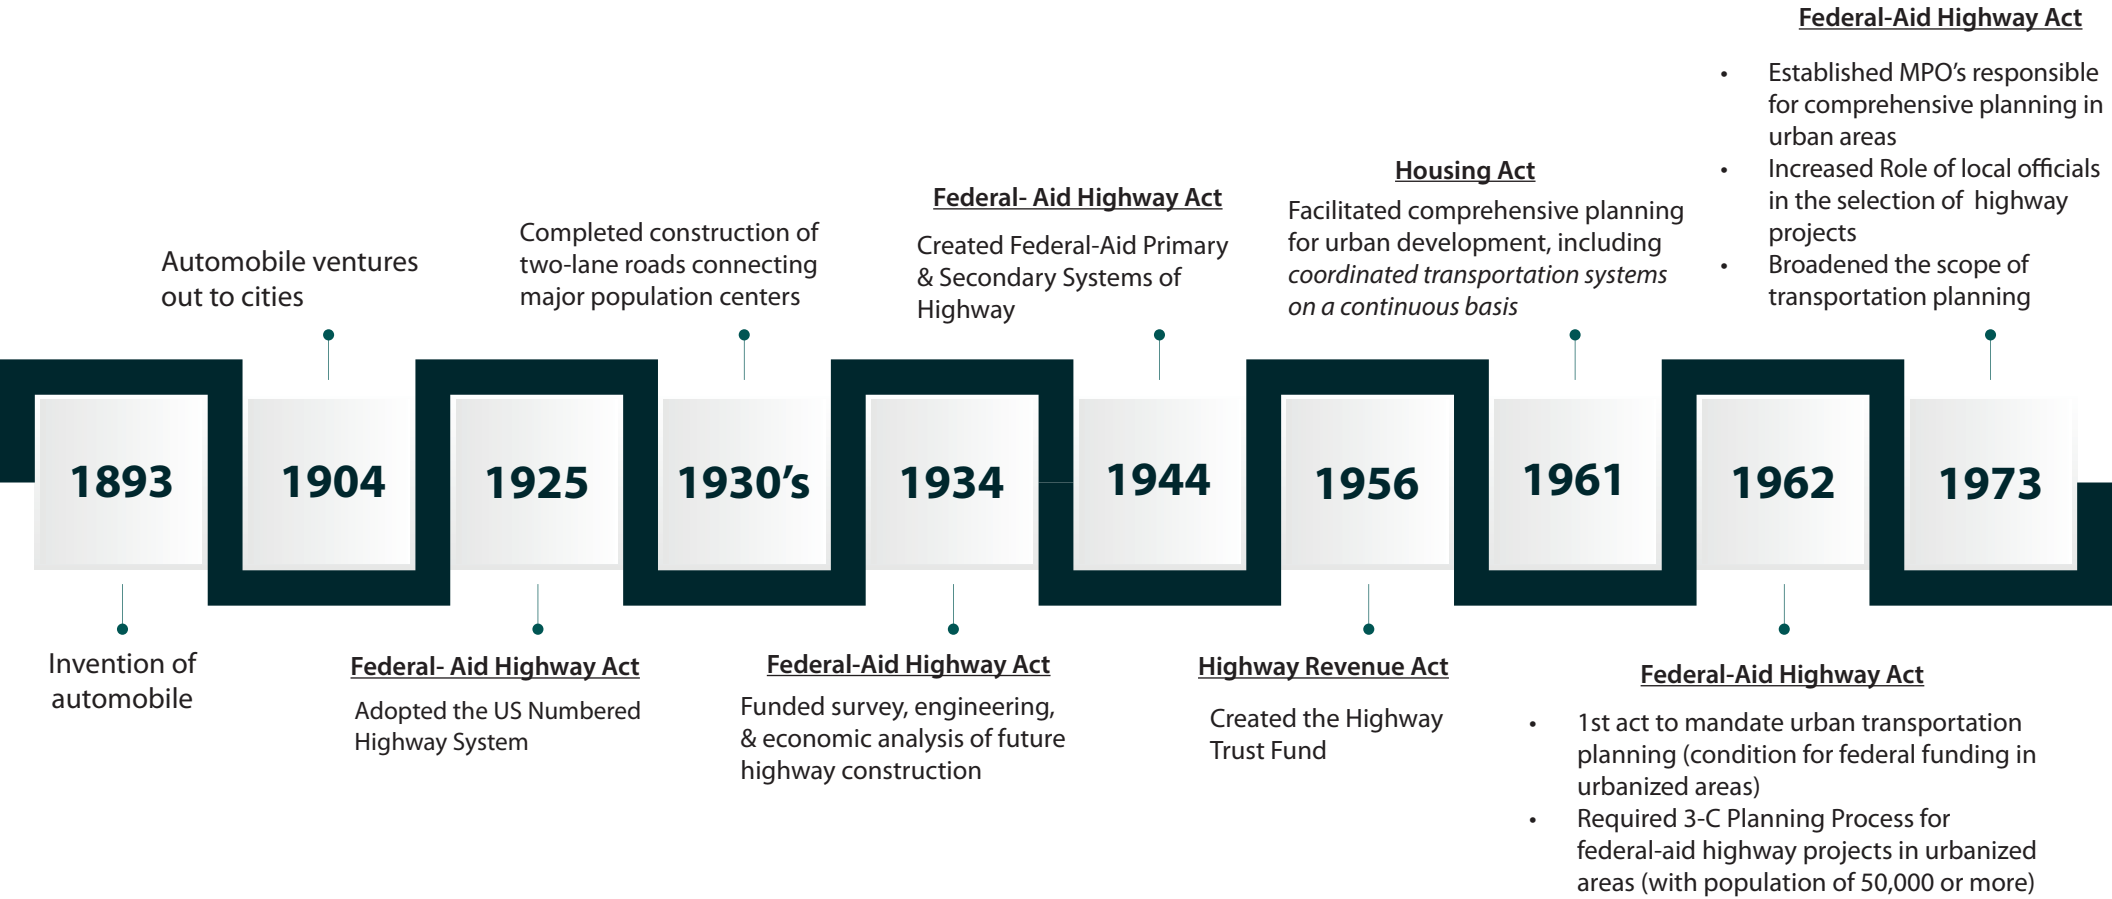 Federal-Aid Highway Act
• Established MPO’s responsible
for comprehensive planning in
urban areas
• Increased Role of local officials
in the selection of highway
projects
• Broadened the scope of
transportation planning
Housing Act
Facilitated comprehensive planning
for urban development, including
coordinated transportation systems
on a continuous basis
Federal- Aid Highway Act
Created Federal-Aid Primary
& Secondary Systems of
Highway
Completed construction of
two-lane roads connecting
major population centers
Automobile ventures
out to cities
1893
1904
1925
1930’s
1934
1944
1956
1961
1962
1973
Invention of
automobile
Federal- Aid Highway Act
Adopted the US Numbered
Highway System
Federal-Aid Highway Act
Funded survey, engineering,
& economic analysis of future
highway construction
Highway Revenue Act
Created the Highway
Trust Fund
Federal-Aid Highway Act
• 1st act to mandate urban transportation
planning (condition for federal funding in
urbanized areas)
• Required 3-C Planning Process for
federal-aid highway projects in urbanized
areas (with population of 50,000 or more)